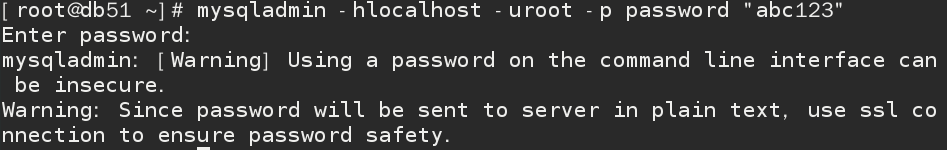 [root@db51 ~]# mysqladmin -hlocalhost -uroot -p password "abc123"
Enter password:
mysqladmin: [Warning] Using a password on the command line interface can
 be insecure.
Warning: Since password will be sent to server in plain text, use ssl co
nnection to ensure password safety.